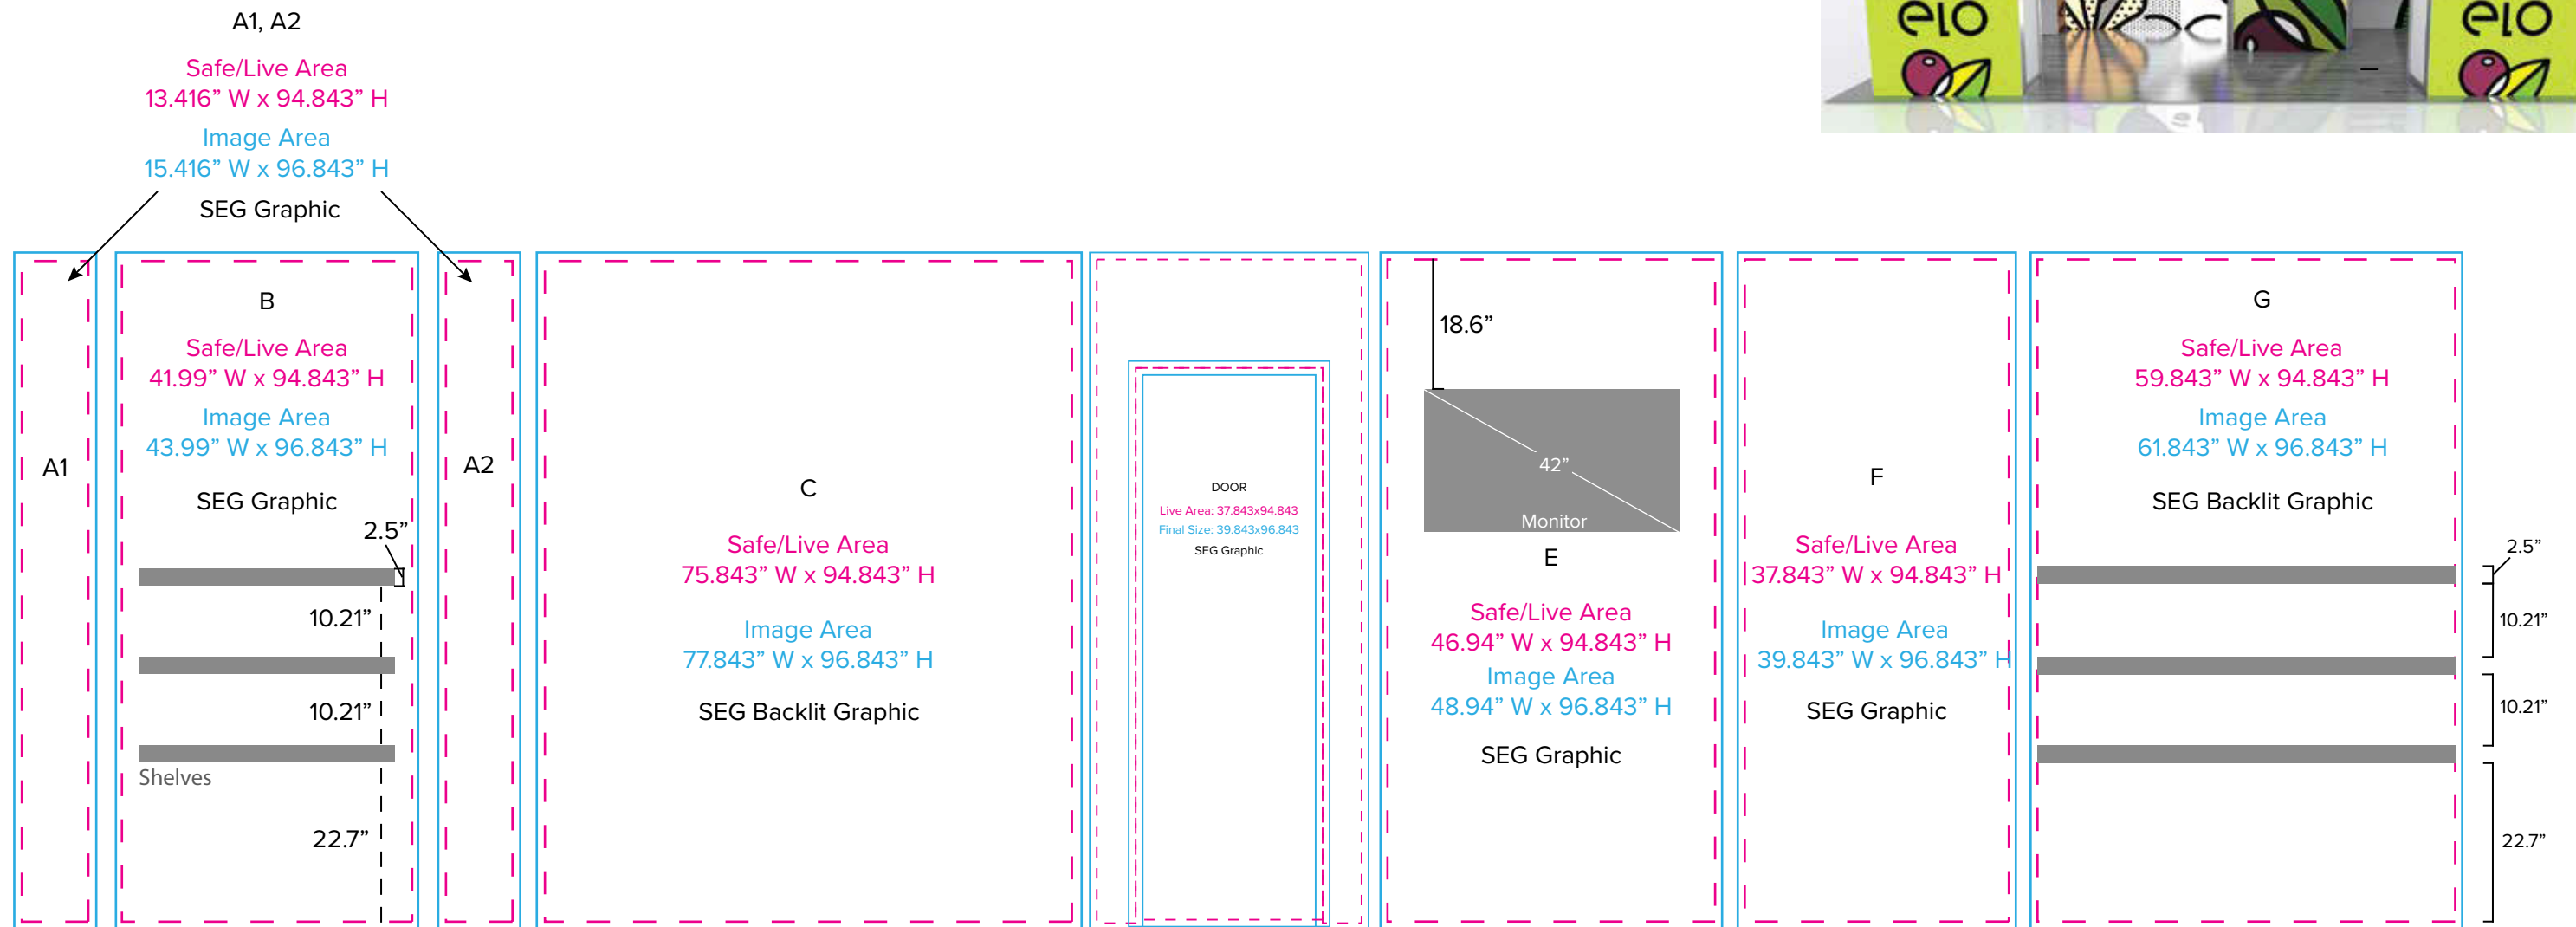 A1, A2
Safe/Live Area
13.416” W x 94.843” H
Image Area
15.416” W x 96.843” H
SEG Graphic
elo
elo
A1
B
Safe/Live Area
41.99” W x 94.843” H
Image Area
43.99” W x 96.843” H
SEG Graphic
2.5”
10.21”
10.21”
Shelves
22.7”
A2
C
Safe/Live Area
75.843” W x 94.843” H
Image Area
77.843” W x 96.843” H
SEG Backlit Graphic
DOOR
Live Area: 37.843x94.843
Final Size: 39.843x96.843
SEG Graphic
18.6”
42”
Monitor
E
Safe/Live Area
46.94” W x 94.843” H
Image Area
48.94” W x 96.843” H
SEG Graphic
F
Safe/Live Area
37.843” W x 94.843” H
Image Area
39.843” W x 96.843” H
SEG Graphic
G
Safe/Live Area
59.843” W x 94.843” H
Image Area
61.843” W x 96.843” H
SEG Backlit Graphic
2.5”
10.21”
10.21”
22.7”